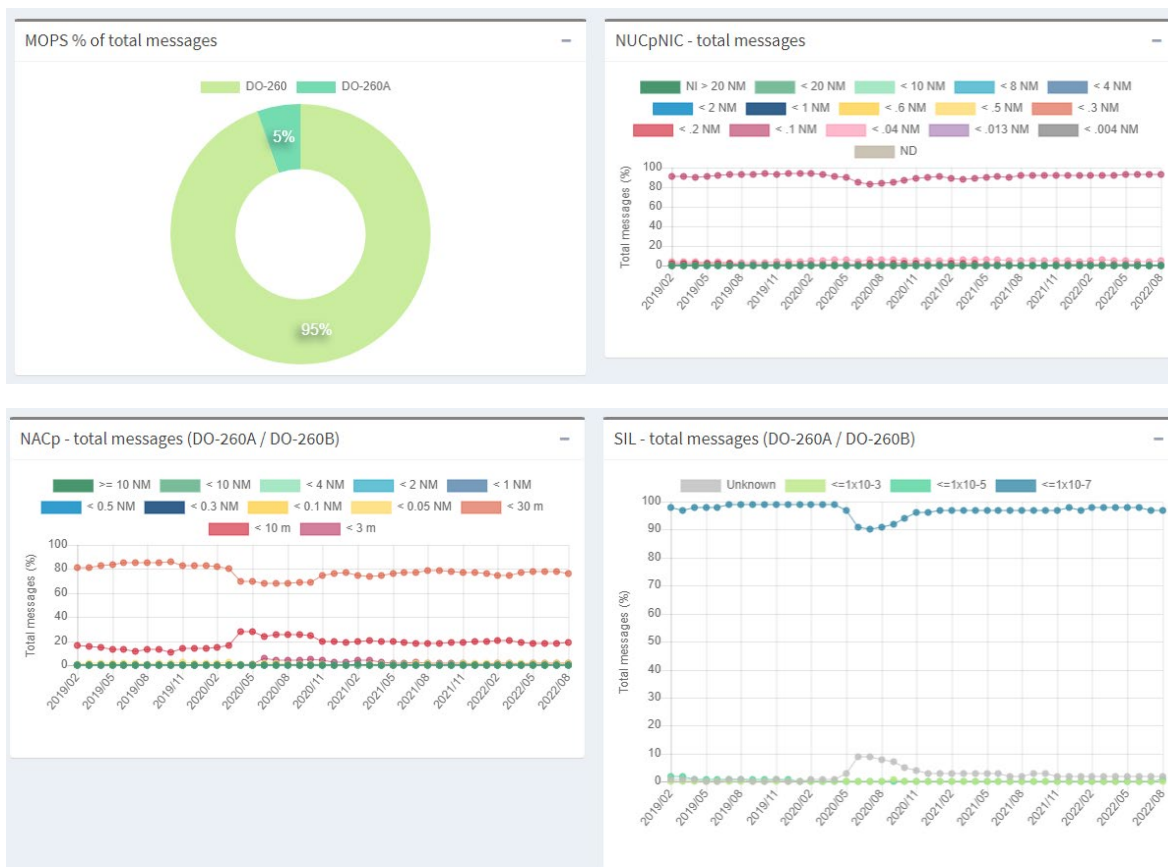 MOPS % of total messages
−
DO-260 DO-260A
5%
95%
NUCpNIC - total messages
−
NI > 20 NM < 20 NM < 10 NM < 8 NM < 4 NM
< 2 NM < 1 NM < .6 NM < .5 NM < .3 NM
< .2 NM < .1 NM < .04 NM < .013 NM < .004 NM
ND
Total messages (%)
100
80
60
40
20
0
2019/02 2019/05 2019/08 2019/11 2020/02 2020/05 2020/08 2020/11 2021/02 2021/05 2021/08 2021/11 2022/02 2022/05 2022/08
NACp - total messages (DO-260A / DO-260B)
−
>= 10 NM < 10 NM < 4 NM < 2 NM < 1 NM
< 0.5 NM < 0.3 NM < 0.1 NM < 0.05 NM < 30 m
< 10 m < 3 m
Total messages (%)
100
80
60
40
20
0
2019/02 2019/05 2019/08 2019/11 2020/02 2020/05 2020/08 2020/11 2021/02 2021/05 2021/08 2021/11 2022/02 2022/05 2022/08
SIL - total messages (DO-260A / DO-260B)
−
Unknown <=1x10-3 <=1x10-5 <=1x10-7
Total messages (%)
100
90
80
70
60
50
40
30
20
10
0
2019/02 2019/05 2019/08 2019/11 2020/02 2020/05 2020/08 2020/11 2021/02 2021/05 2021/08 2021/11 2022/02 2022/05 2022/08